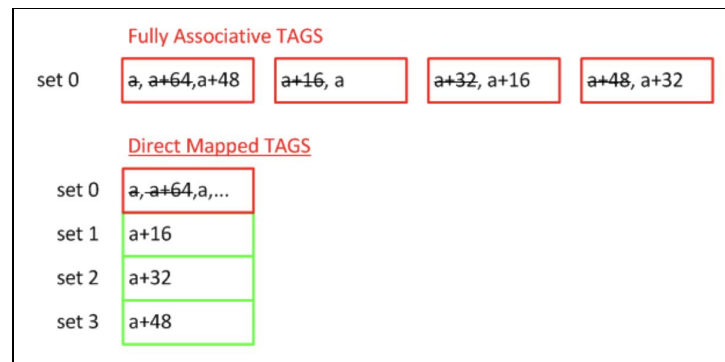 Fully Associative TAGS
set 0 a, a+64,a+48 a+16, a a+32, a+16 a+48, a+32
Direct Mapped TAGS
set 0 a, a+64,a,...
set 1 a+16
set 2 a+32
set 3 a+48